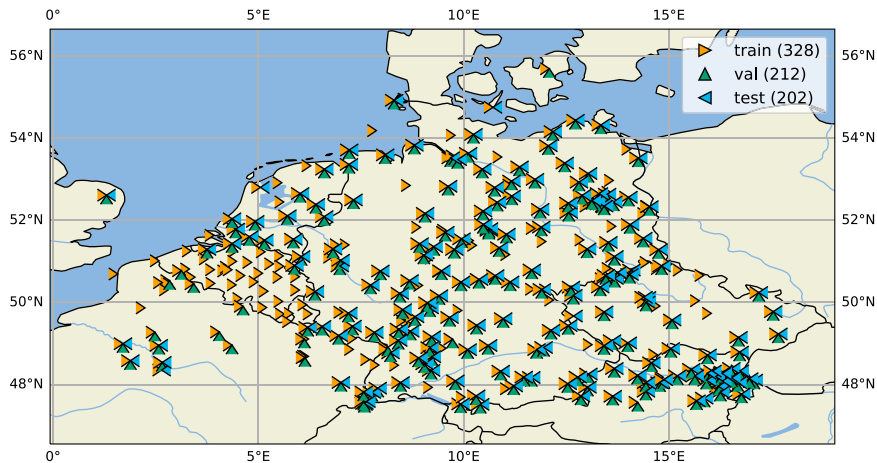 0° 5°E 10°E 15°E
56°N 56°N
train (328)
val (212)
test (202)
54°N 54°N
52°N 52°N
50°N 50°N
48°N 48°N
0° 5°E 10°E 15°E